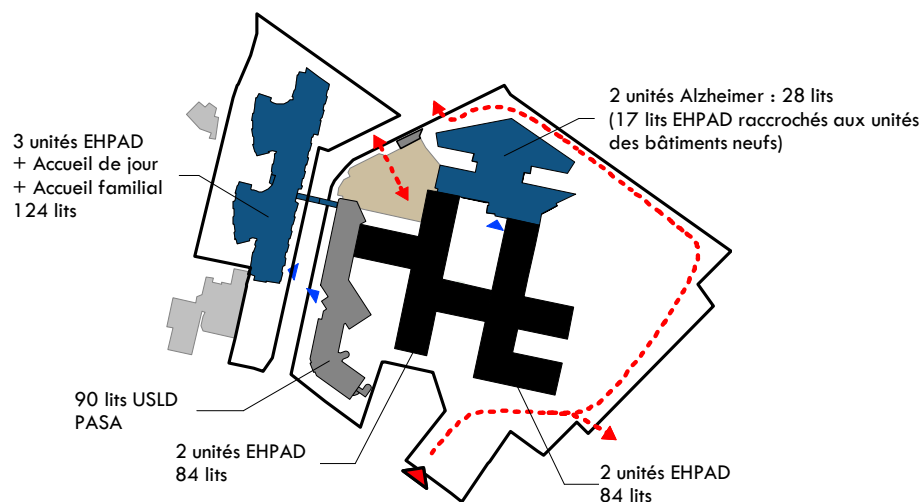 2 unités Alzheimer : 28 lits
(17 lits EHPAD raccrochés aux unités
des bâtiments neufs)
3 unités EHPAD
+ Accueil de jour
+ Accueil familial
124 lits
90 lits USLD
PASA
2 unités EHPAD
84 lits
2 unités EHPAD
84 lits